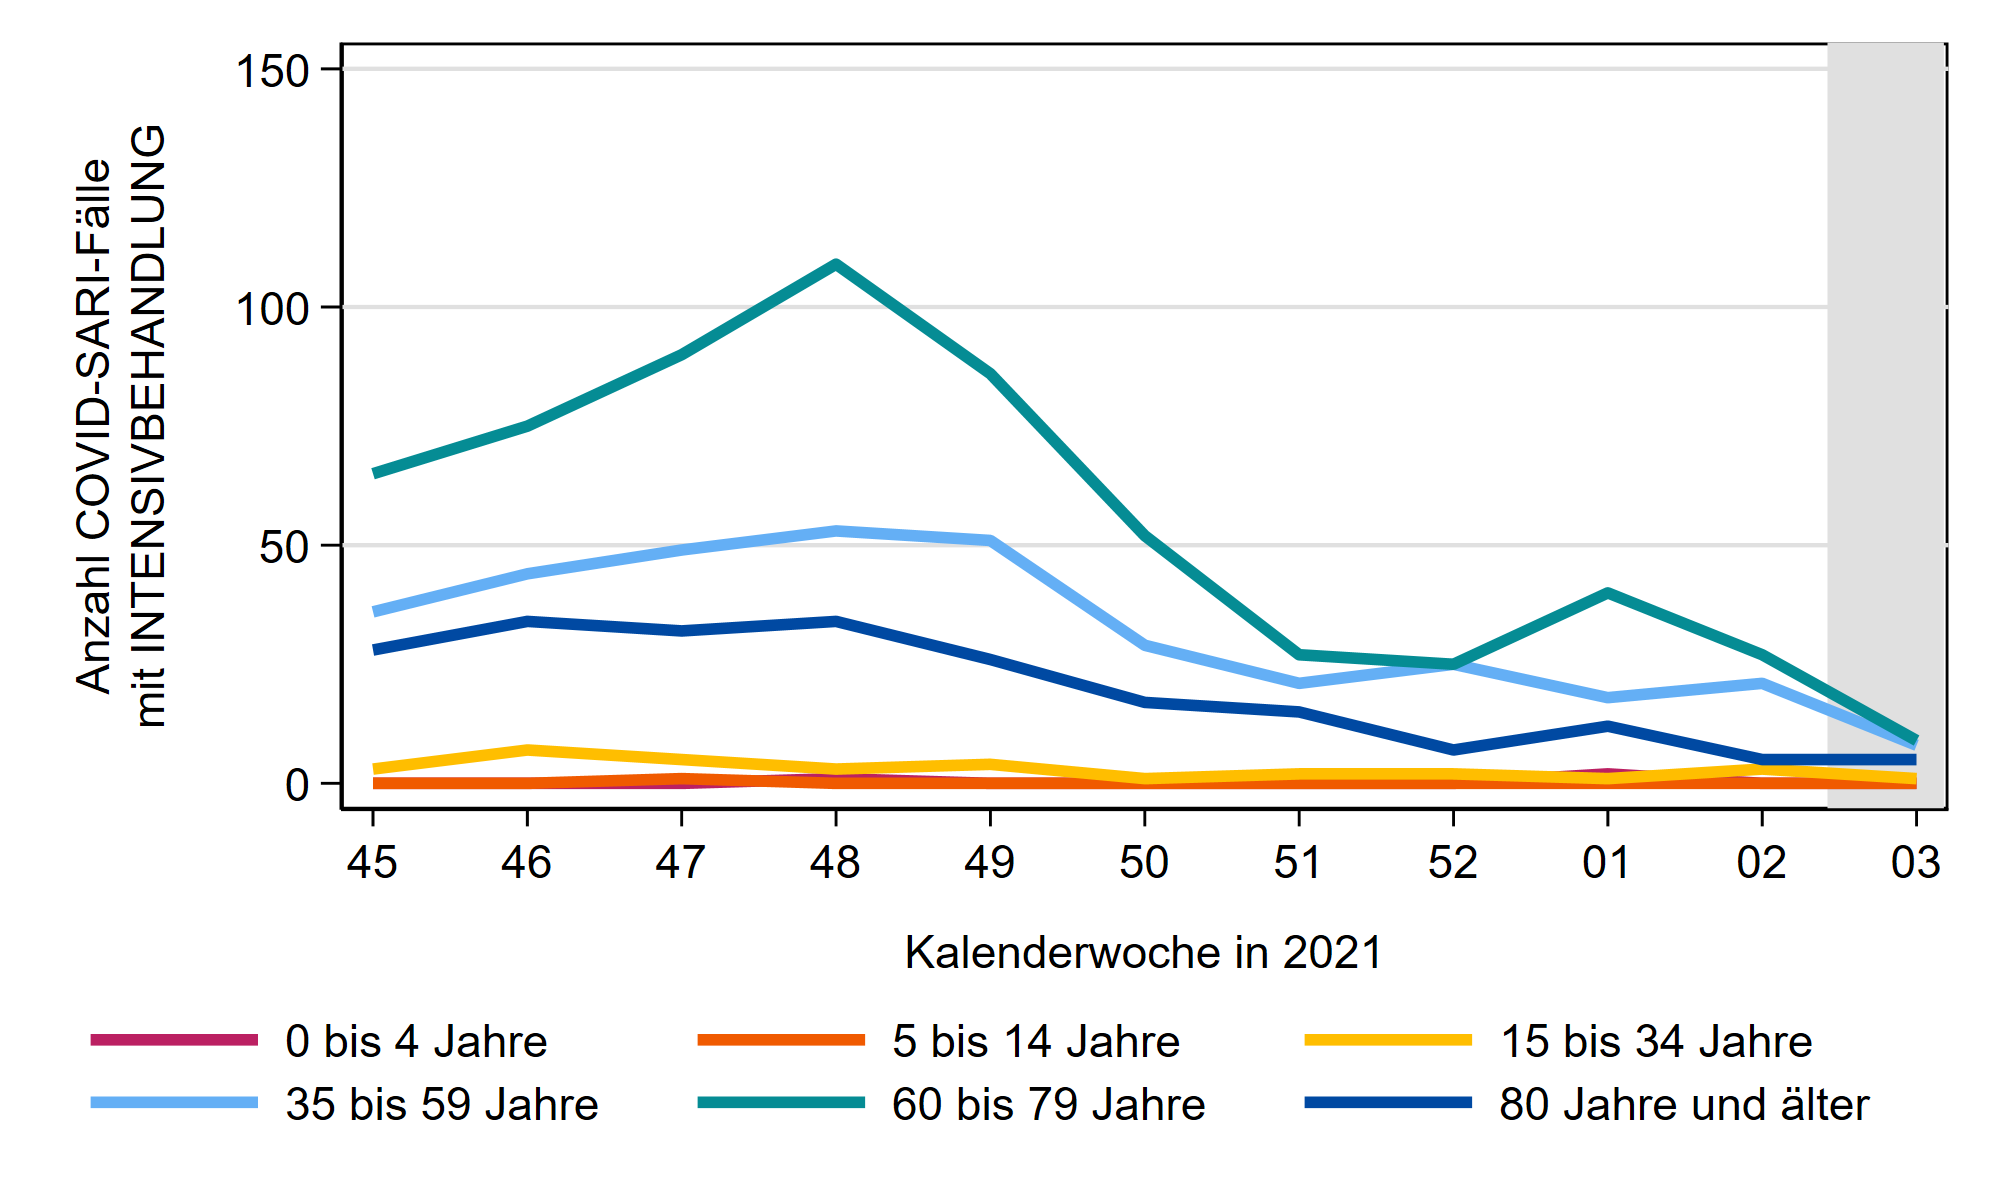 Anzahl COVID-SARI-Fälle
mit INTENSIVBEHANDLUNG
150
100
50
0
45 46 47 48 49 50 51 52 01 02 03
Kalenderwoche in 2021
0 bis 4 Jahre 5 bis 14 Jahre 15 bis 34 Jahre
35 bis 59 Jahre 60 bis 79 Jahre 80 Jahre und älter